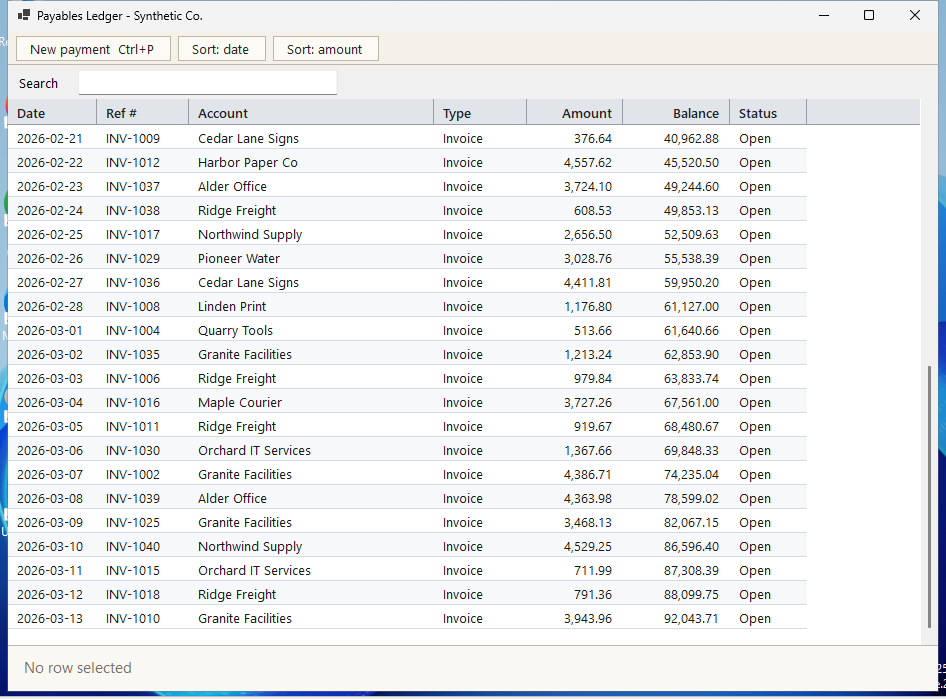 Payables Ledger - Synthetic Co.
New payment Ctrl+P Sort: date Sort: amount
Search
Date Ref # Account Type Amount Balance Status
2026-02-21 INV-1009 Cedar Lane Signs Invoice 376.64 40,962.88 Open
2026-02-22 INV-1012 Harbor Paper Co Invoice 4,557.62 45,520.50 Open
2026-02-23 INV-1037 Alder Office Invoice 3,724.10 49,244.60 Open
2026-02-24 INV-1038 Ridge Freight Invoice 608.53 49,853.13 Open
2026-02-25 INV-1017 Northwind Supply Invoice 2,656.50 52,509.63 Open
2026-02-26 INV-1029 Pioneer Water Invoice 3,028.76 55,538.39 Open
2026-02-27 INV-1036 Cedar Lane Signs Invoice 4,411.81 59,950.20 Open
2026-02-28 INV-1008 Linden Print Invoice 1,176.80 61,127.00 Open
2026-03-01 INV-1004 Quarry Tools Invoice 513.66 61,640.66 Open
2026-03-02 INV-1035 Granite Facilities Invoice 1,213.24 62,853.90 Open
2026-03-03 INV-1006 Ridge Freight Invoice 979.84 63,833.74 Open
2026-03-04 INV-1016 Maple Courier Invoice 3,727.26 67,561.00 Open
2026-03-05 INV-1011 Ridge Freight Invoice 919.67 68,480.67 Open
2026-03-06 INV-1030 Orchard IT Services Invoice 1,367.66 69,848.33 Open
2026-03-07 INV-1002 Granite Facilities Invoice 4,386.71 74,235.04 Open
2026-03-08 INV-1039 Alder Office Invoice 4,363.98 78,599.02 Open
2026-03-09 INV-1025 Granite Facilities Invoice 3,468.13 82,067.15 Open
2026-03-10 INV-1040 Northwind Supply Invoice 4,529.25 86,596.40 Open
2026-03-11 INV-1015 Orchard IT Services Invoice 711.99 87,308.39 Open
2026-03-12 INV-1018 Ridge Freight Invoice 791.36 88,099.75 Open
2026-03-13 INV-1010 Granite Facilities Invoice 3,943.96 92,043.71 Open
No row selected